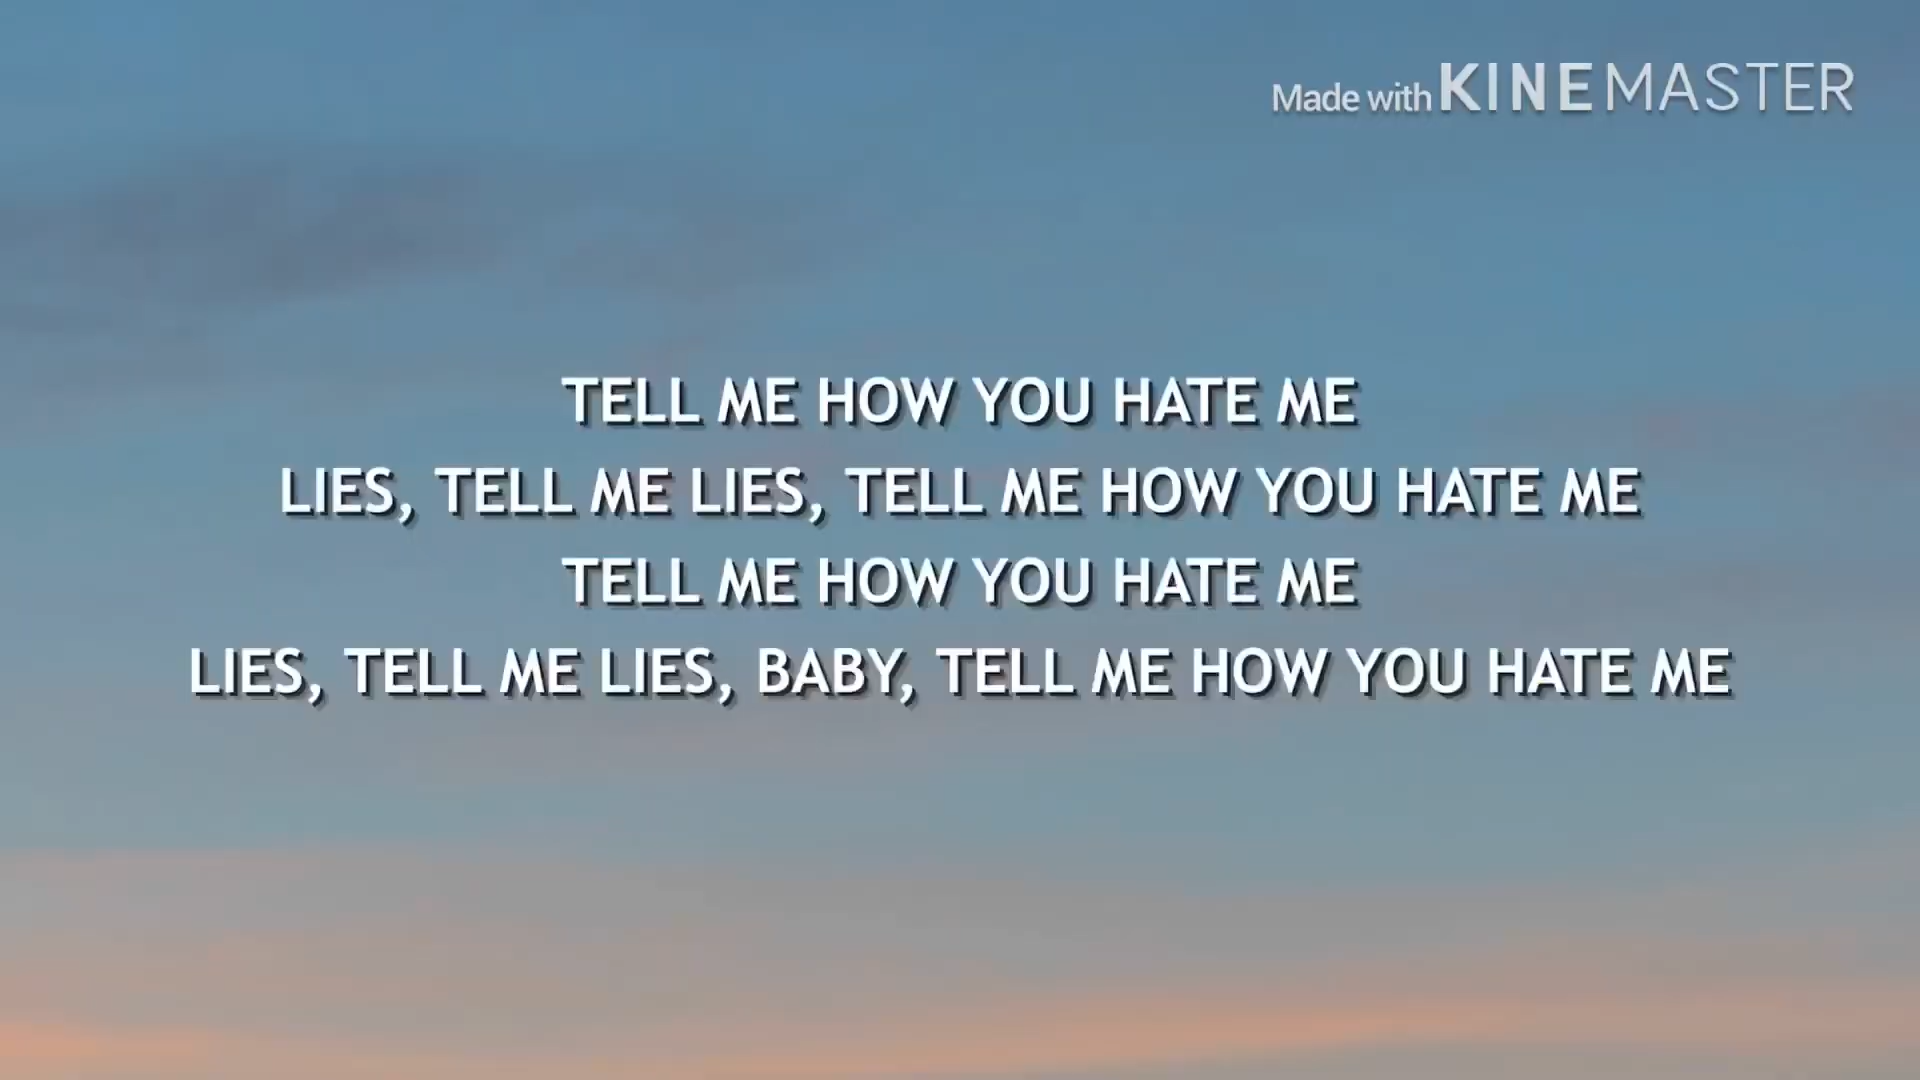 Made with KINEMASTER
TELL ME HOW YOU HATE ME
LIES, TELL ME LIES, TELL ME HOW YOU HATE ME
TELL ME HOW YOU HATE ME
LIES, TELL ME LIES, BABY, TELL ME HOW YOU HATE ME